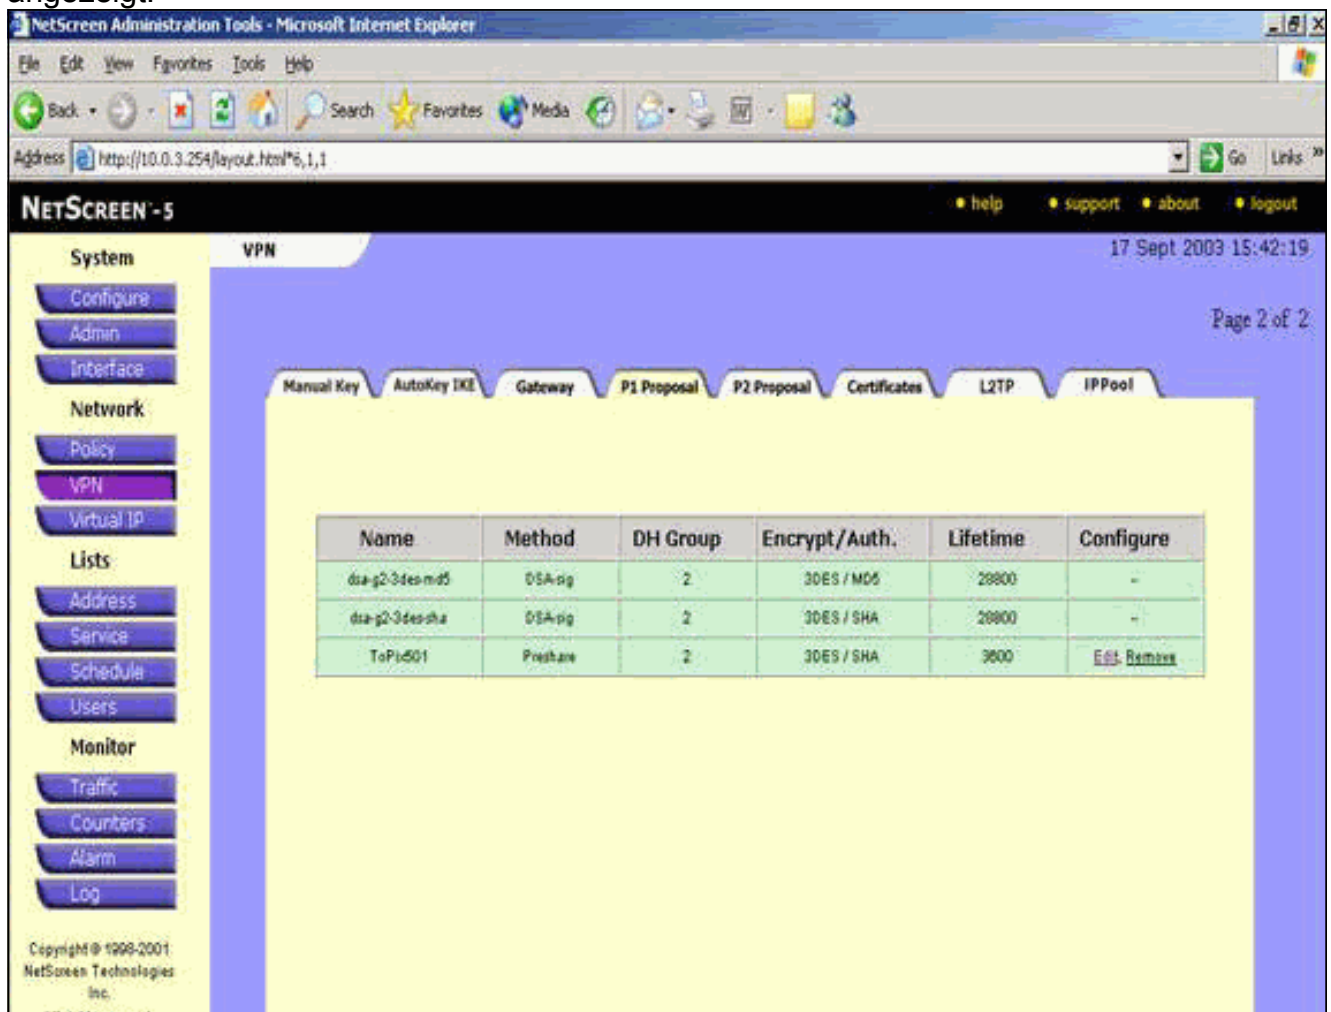 angezeigt.
NetScreen Administration Tools - Microsoft Internet Explorer
File Edit View Favorites Tools Help
Back Search Favorites Media
Address http://10.0.3.254/layout.html*6,1,1 Go Links »
NETSCREEN-5 help support about logout
System
VPN
17 Sept 2003 15:42:19
Configure
Admin
Interface
Page 2 of 2
Manual Key AutoKey IKE Gateway P1 Proposal P2 Proposal Certificates L2TP IPPool
Network
Policy
VPN
Virtual IP
Lists
Address
Service
Schedule
Users
Monitor
Traffic
Counters
Alarm
Log
Name Method DH Group Encrypt/Auth. Lifetime Configure
dsa-g2-3des-md5 DSA-sig 2 3DES / MD5 28800 -
dsa-g2-3des-sha DSA-sig 2 3DES / SHA 28800 -
ToPix501 Preshare 2 3DES / SHA 3600 Edit, Remove
Copyright © 1998-2001
NetScreen Technologies
Inc.